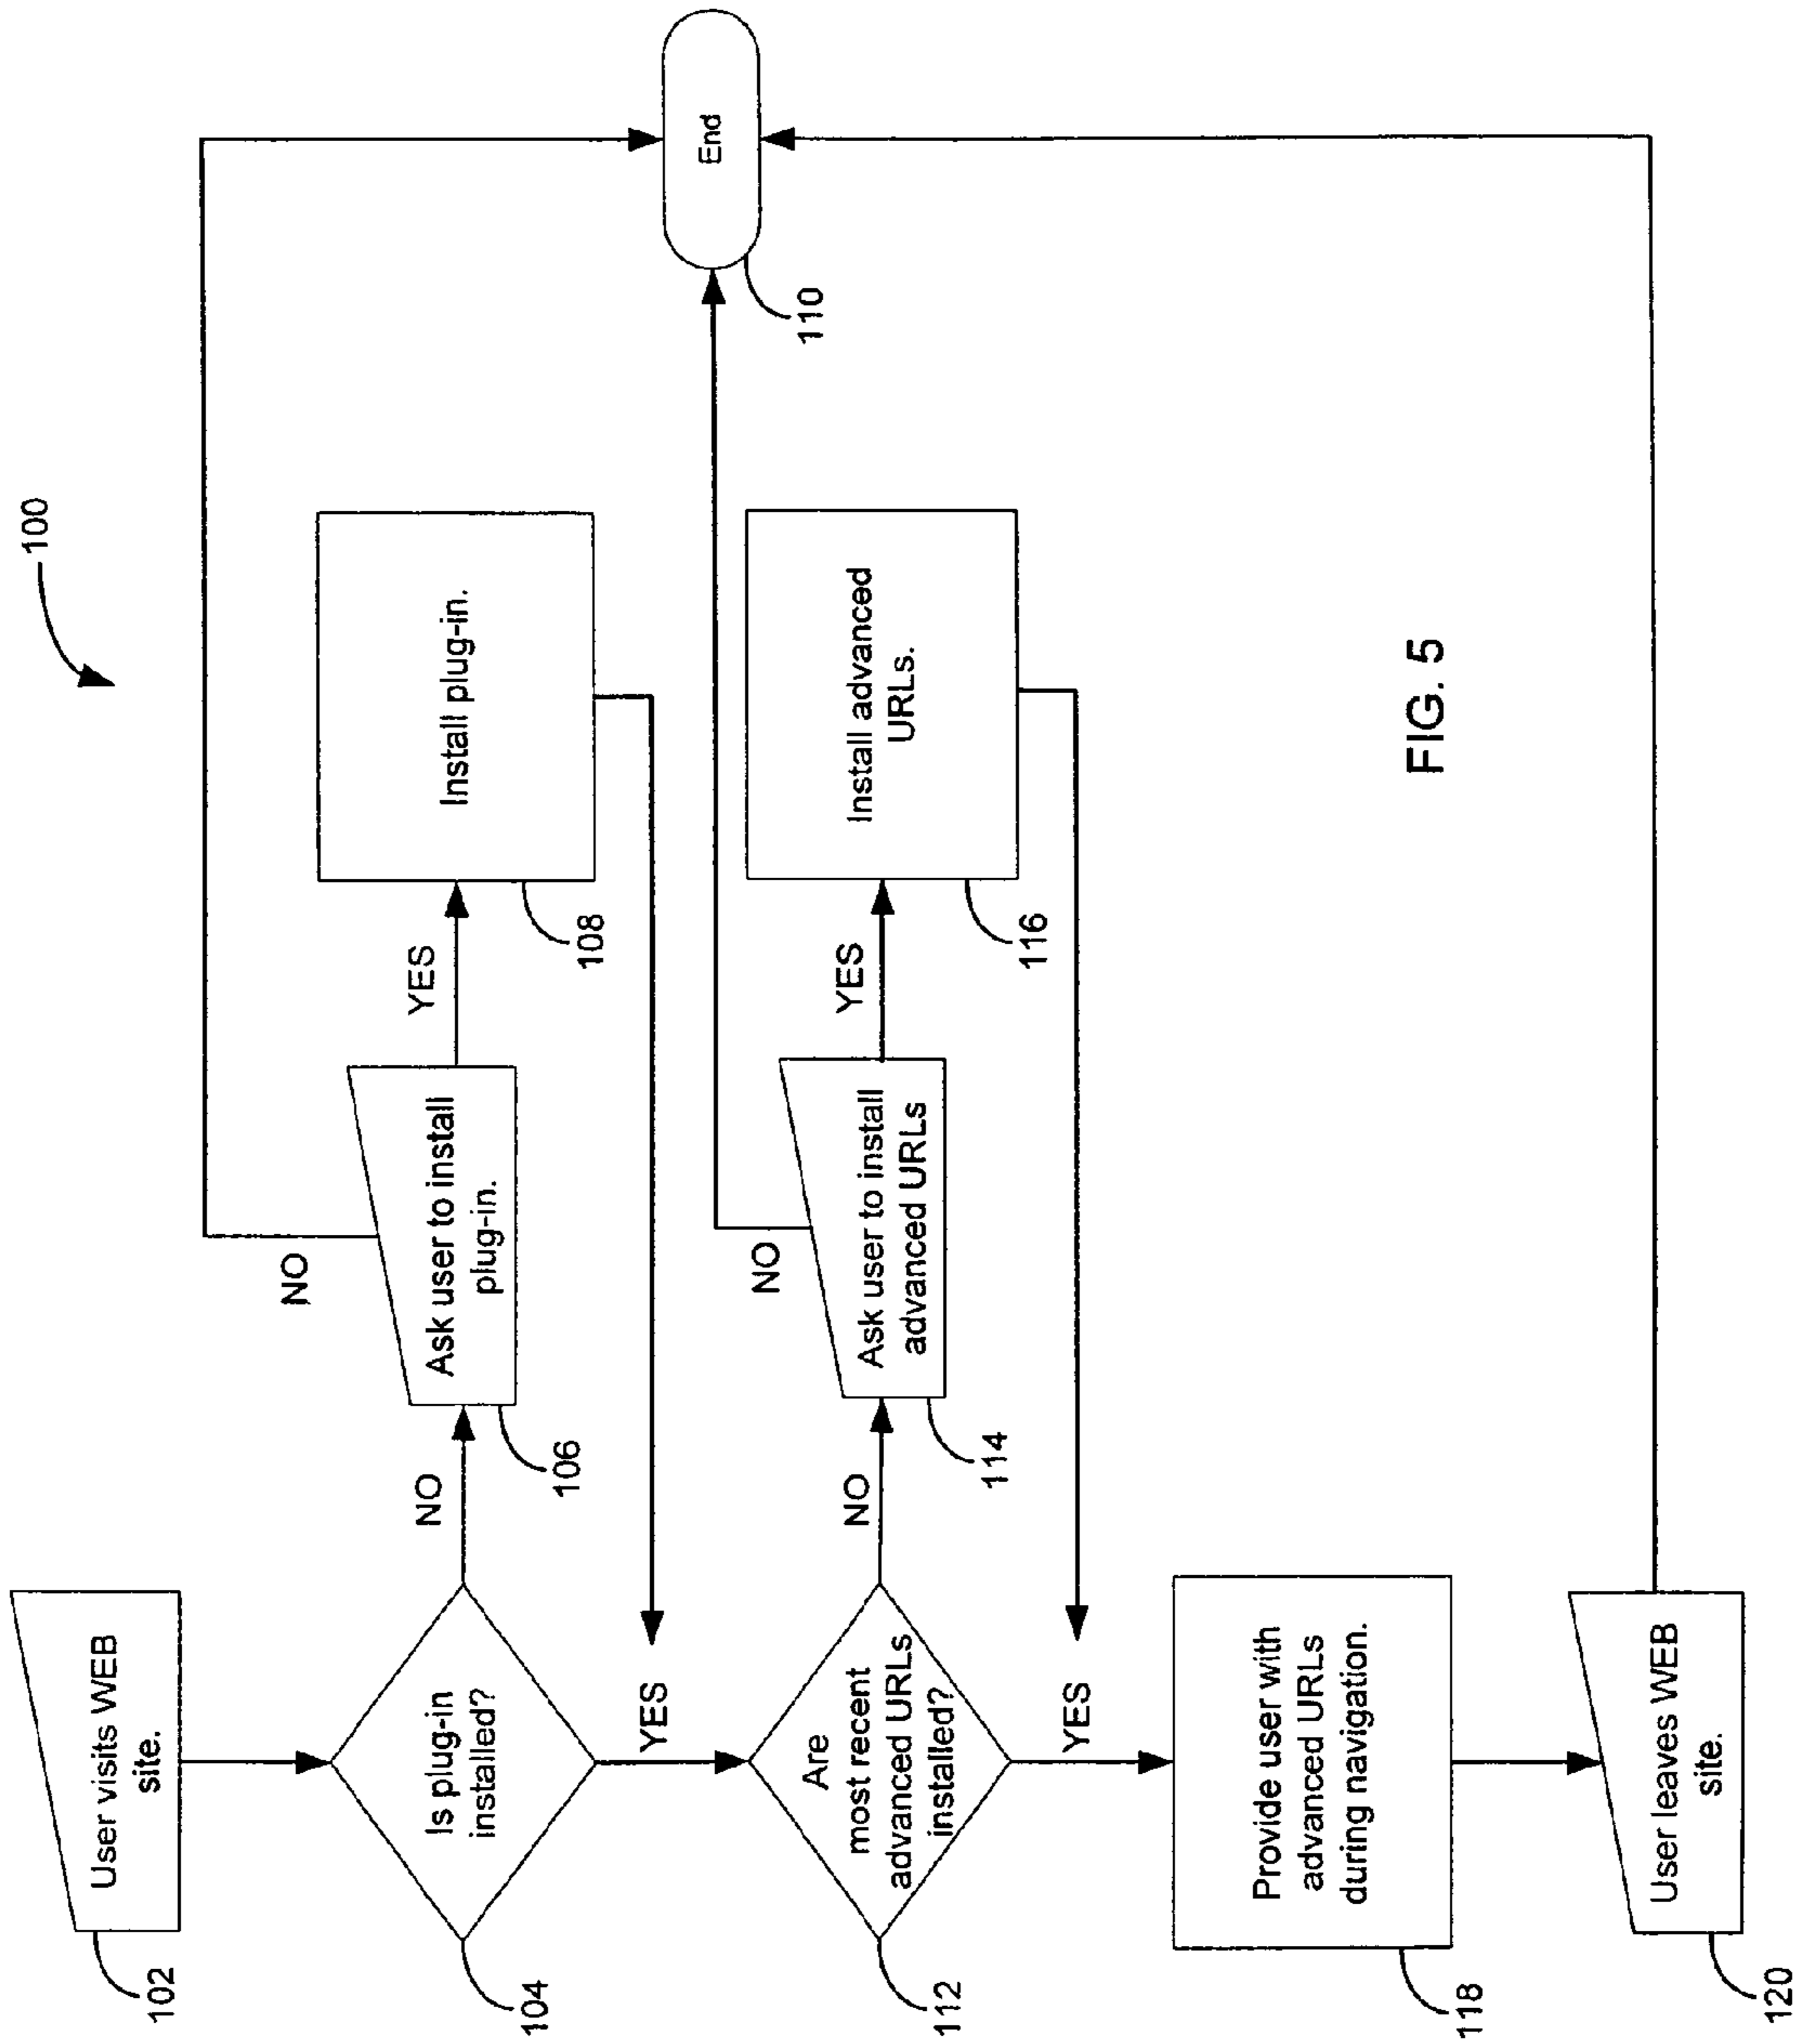 100
User visits WEB
site.
102
Is plug-in
installed?
104
NO
Ask user to install
plug-in.
106
NO
YES
Install plug-in.
108
End
110
YES
Are
most recent
advanced URLs
installed?
112
NO
Ask user to install
advanced URLs
114
NO
YES
Install advanced
URLs.
116
YES
Provide user with
advanced URLs
during navigation.
118
User leaves WEB
site.
120
FIG. 5